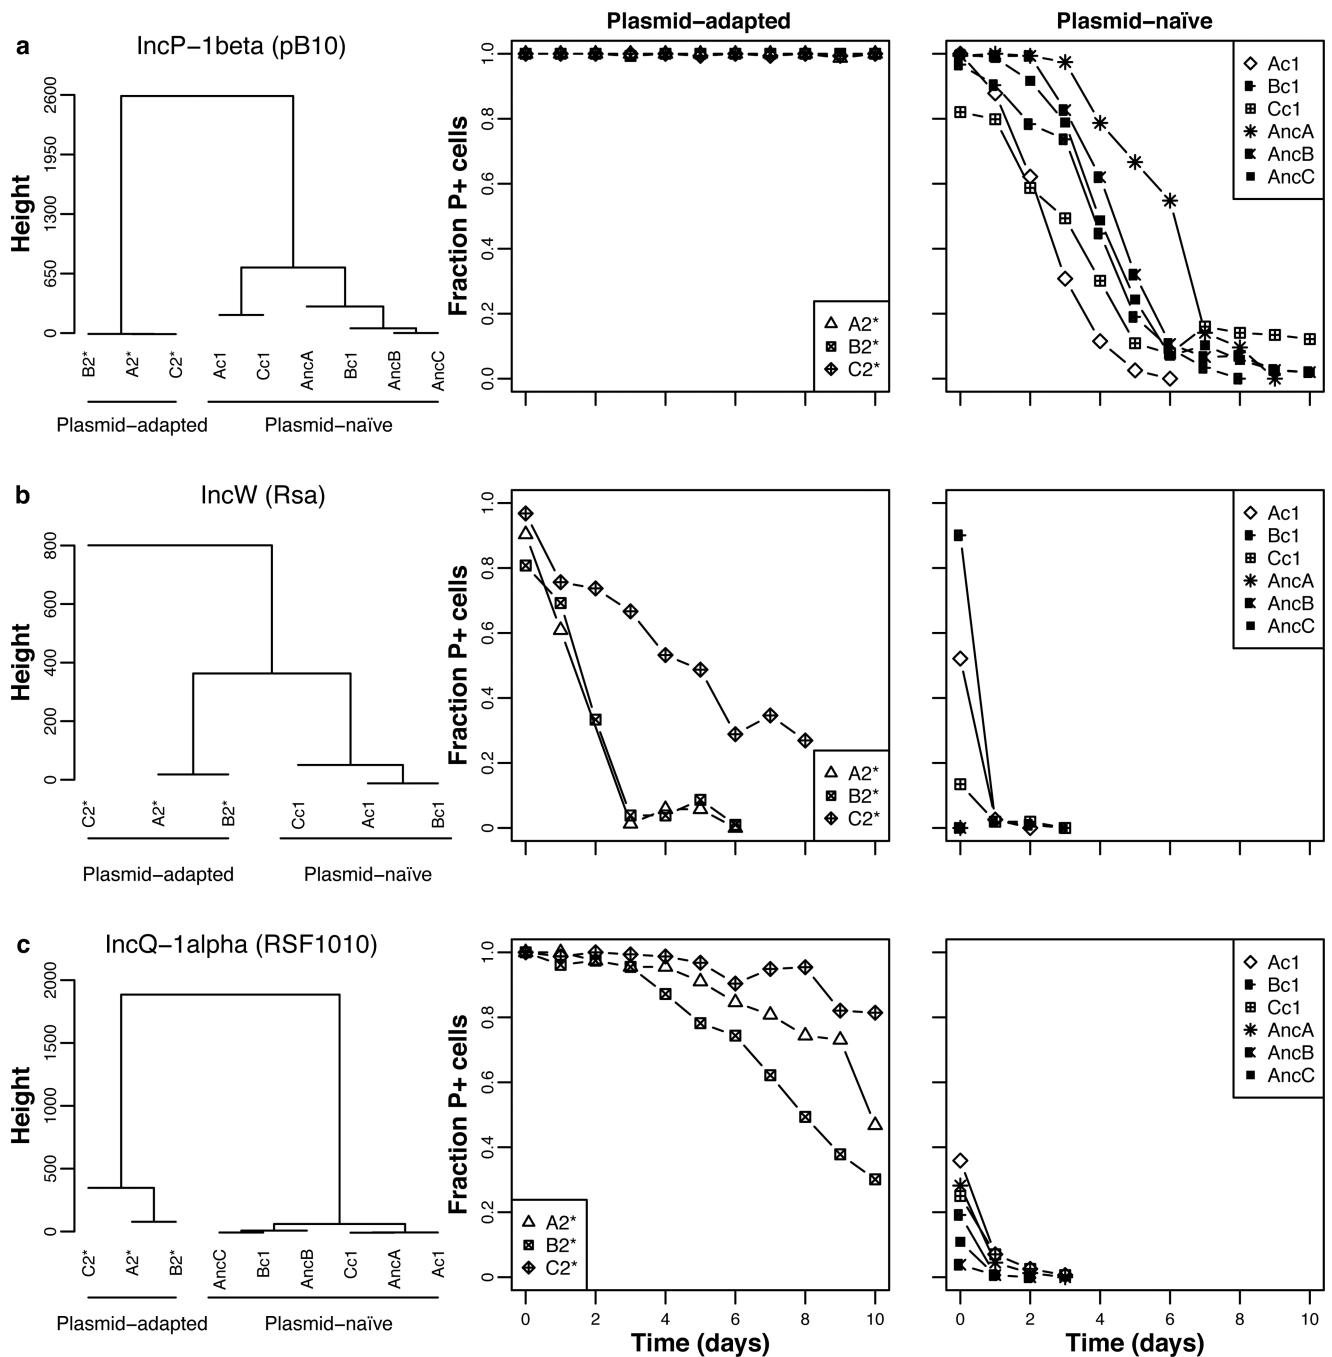 Plasmid−adapted
Plasmid−naïve
a
IncP−1beta (pB10)
Height
0
650
1300
1950
2600
B2*
A2*
C2*
Ac1
Cc1
AncA
Bc1
AncB
AncC
Plasmid−adapted
Plasmid−naïve
Fraction P+ cells
0.0
0.2
0.4
0.6
0.8
1.0
A2*
B2*
C2*
Ac1
Bc1
Cc1
AncA
AncB
AncC
b
IncW (Rsa)
Height
0
200
400
600
800
C2*
A2*
B2*
Cc1
Ac1
Bc1
Plasmid−adapted
Plasmid−naïve
Fraction P+ cells
0
0.2
0.4
0.6
0.8
1.0
A2*
B2*
C2*
Ac1
Bc1
Cc1
AncA
AncB
AncC
c
IncQ−1alpha (RSF1010)
Height
0
500
1000
1500
2000
C2*
A2*
B2*
AncC
Bc1
AncB
Cc1
AncA
Ac1
Plasmid−adapted
Plasmid−naïve
Fraction P+ cells
0
0.2
0.4
0.6
0.8
1.0
A2*
B2*
C2*
0 2 4 6 8 10
Time (days)
Ac1
Bc1
Cc1
AncA
AncB
AncC
0 2 4 6 8 10
Time (days)